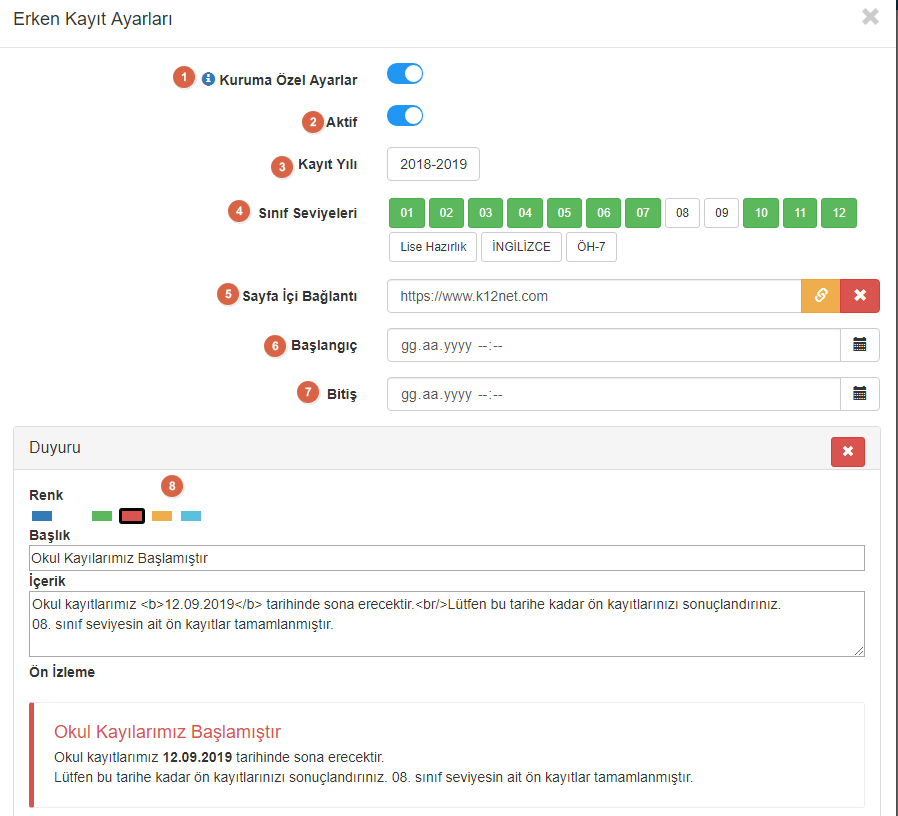 Erken Kayıt Ayarları
1 Kuruma Özel Ayarlar
2 Aktif
3 Kayıt Yılı 2018-2019
4 Sınıf Seviyeleri 01 02 03 04 05 06 07 08 09 10 11 12
Lise Hazırlık İNGİLİZCE ÖH-7
5 Sayfa İçi Bağlantı https://www.k12net.com
6 Başlangıç gg.aa.yyyy --:--
7 Bitiş gg.aa.yyyy --:--
Duyuru
8
Renk
Başlık
Okul Kayılarımız Başlamıştır
İçerik
Okul kayıtlarımız <b>12.09.2019</b> tarihinde sona erecektir.<br/>Lütfen bu tarihe kadar ön kayıtlarınızı sonuçlandırınız.
08. sınıf seviyesin ait ön kayıtlar tamamlanmıştır.
Ön İzleme
Okul Kayılarımız Başlamıştır
Okul kayıtlarımız 12.09.2019 tarihinde sona erecektir.
Lütfen bu tarihe kadar ön kayıtlarınızı sonuçlandırınız. 08. sınıf seviyesin ait ön kayıtlar tamamlanmıştır.